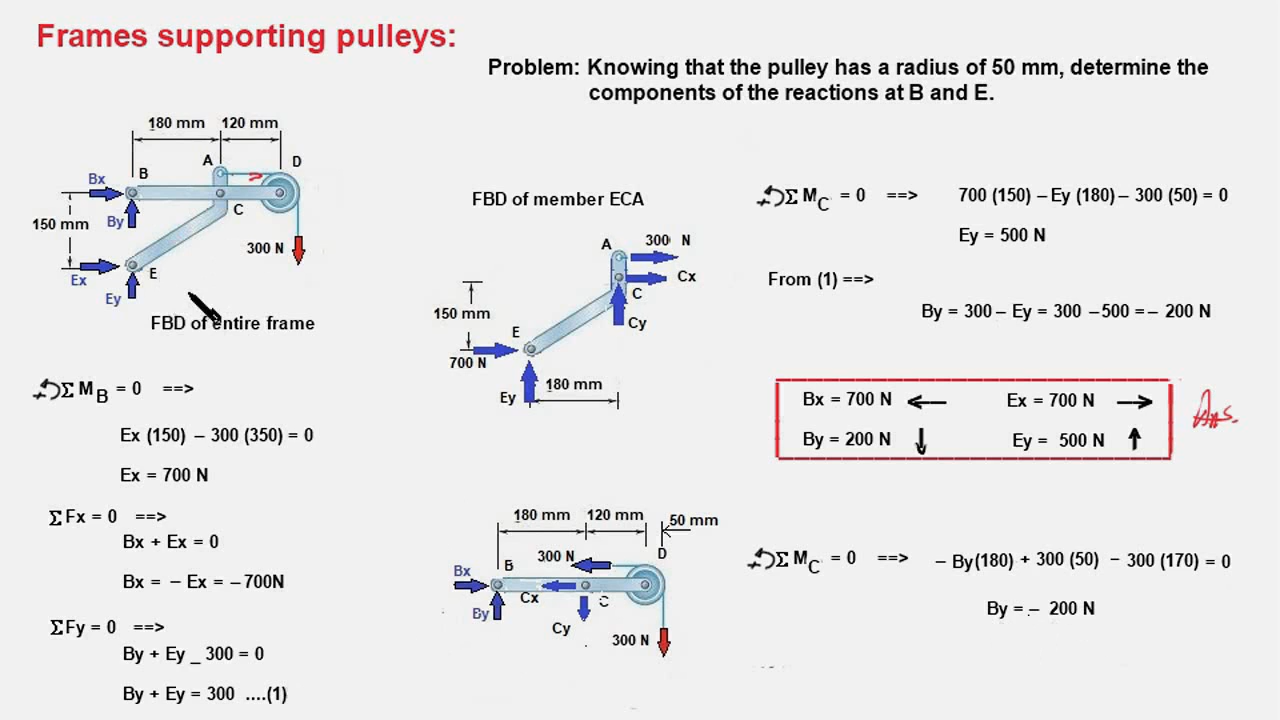 Frames supporting pulleys:
Problem: Knowing that the pulley has a radius of 50 mm, determine the
components of the reactions at B and E.
180 mm 120 mm
A D
B
Bx
C
150 mm
By
300 N
Ex E
Ey
FBD of entire frame
Σ M B = 0 ==>
Ex (150) – 300 (350) = 0
Ex = 700 N
Σ Fx = 0 ==>
Bx + Ex = 0
Bx = – Ex = – 700N
Σ Fy = 0 ==>
By + Ey _ 300 = 0
By + Ey = 300 ....(1)
FBD of member ECA
A 300 N
Cx
C
150 mm
E Cy
700 N
180 mm
Ey
180 mm 120 mm 50 mm
D
300 N
B
Bx
Cx C
By
Cy
300 N
Σ M C = 0 ==> 700 (150) – Ey (180) – 300 (50) = 0
Ey = 500 N
From (1) ==>
By = 300 – Ey = 300 – 500 = – 200 N
Bx = 700 N ← Ex = 700 N →
By = 200 N ↓ Ey = 500 N ↑
Ans.
Σ M C = 0 ==> – By(180) + 300 (50) – 300 (170) = 0
By = – 200 N